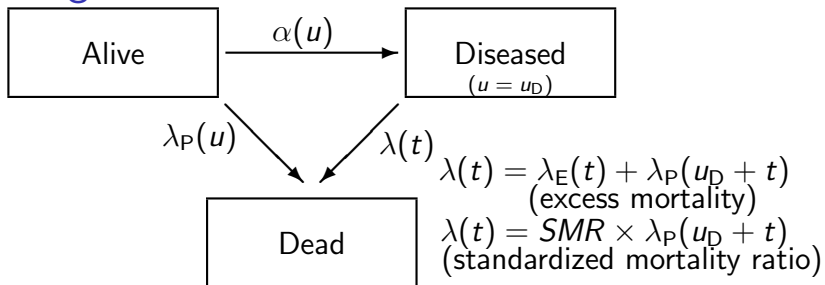 Alive
α(u)
Diseased
(u = u_D)
λ_P(u)
λ(t)
λ(t) = λ_E(t) + λ_P(u_D + t)
(excess mortality)
Dead
λ(t) = SMR × λ_P(u_D + t)
(standardized mortality ratio)